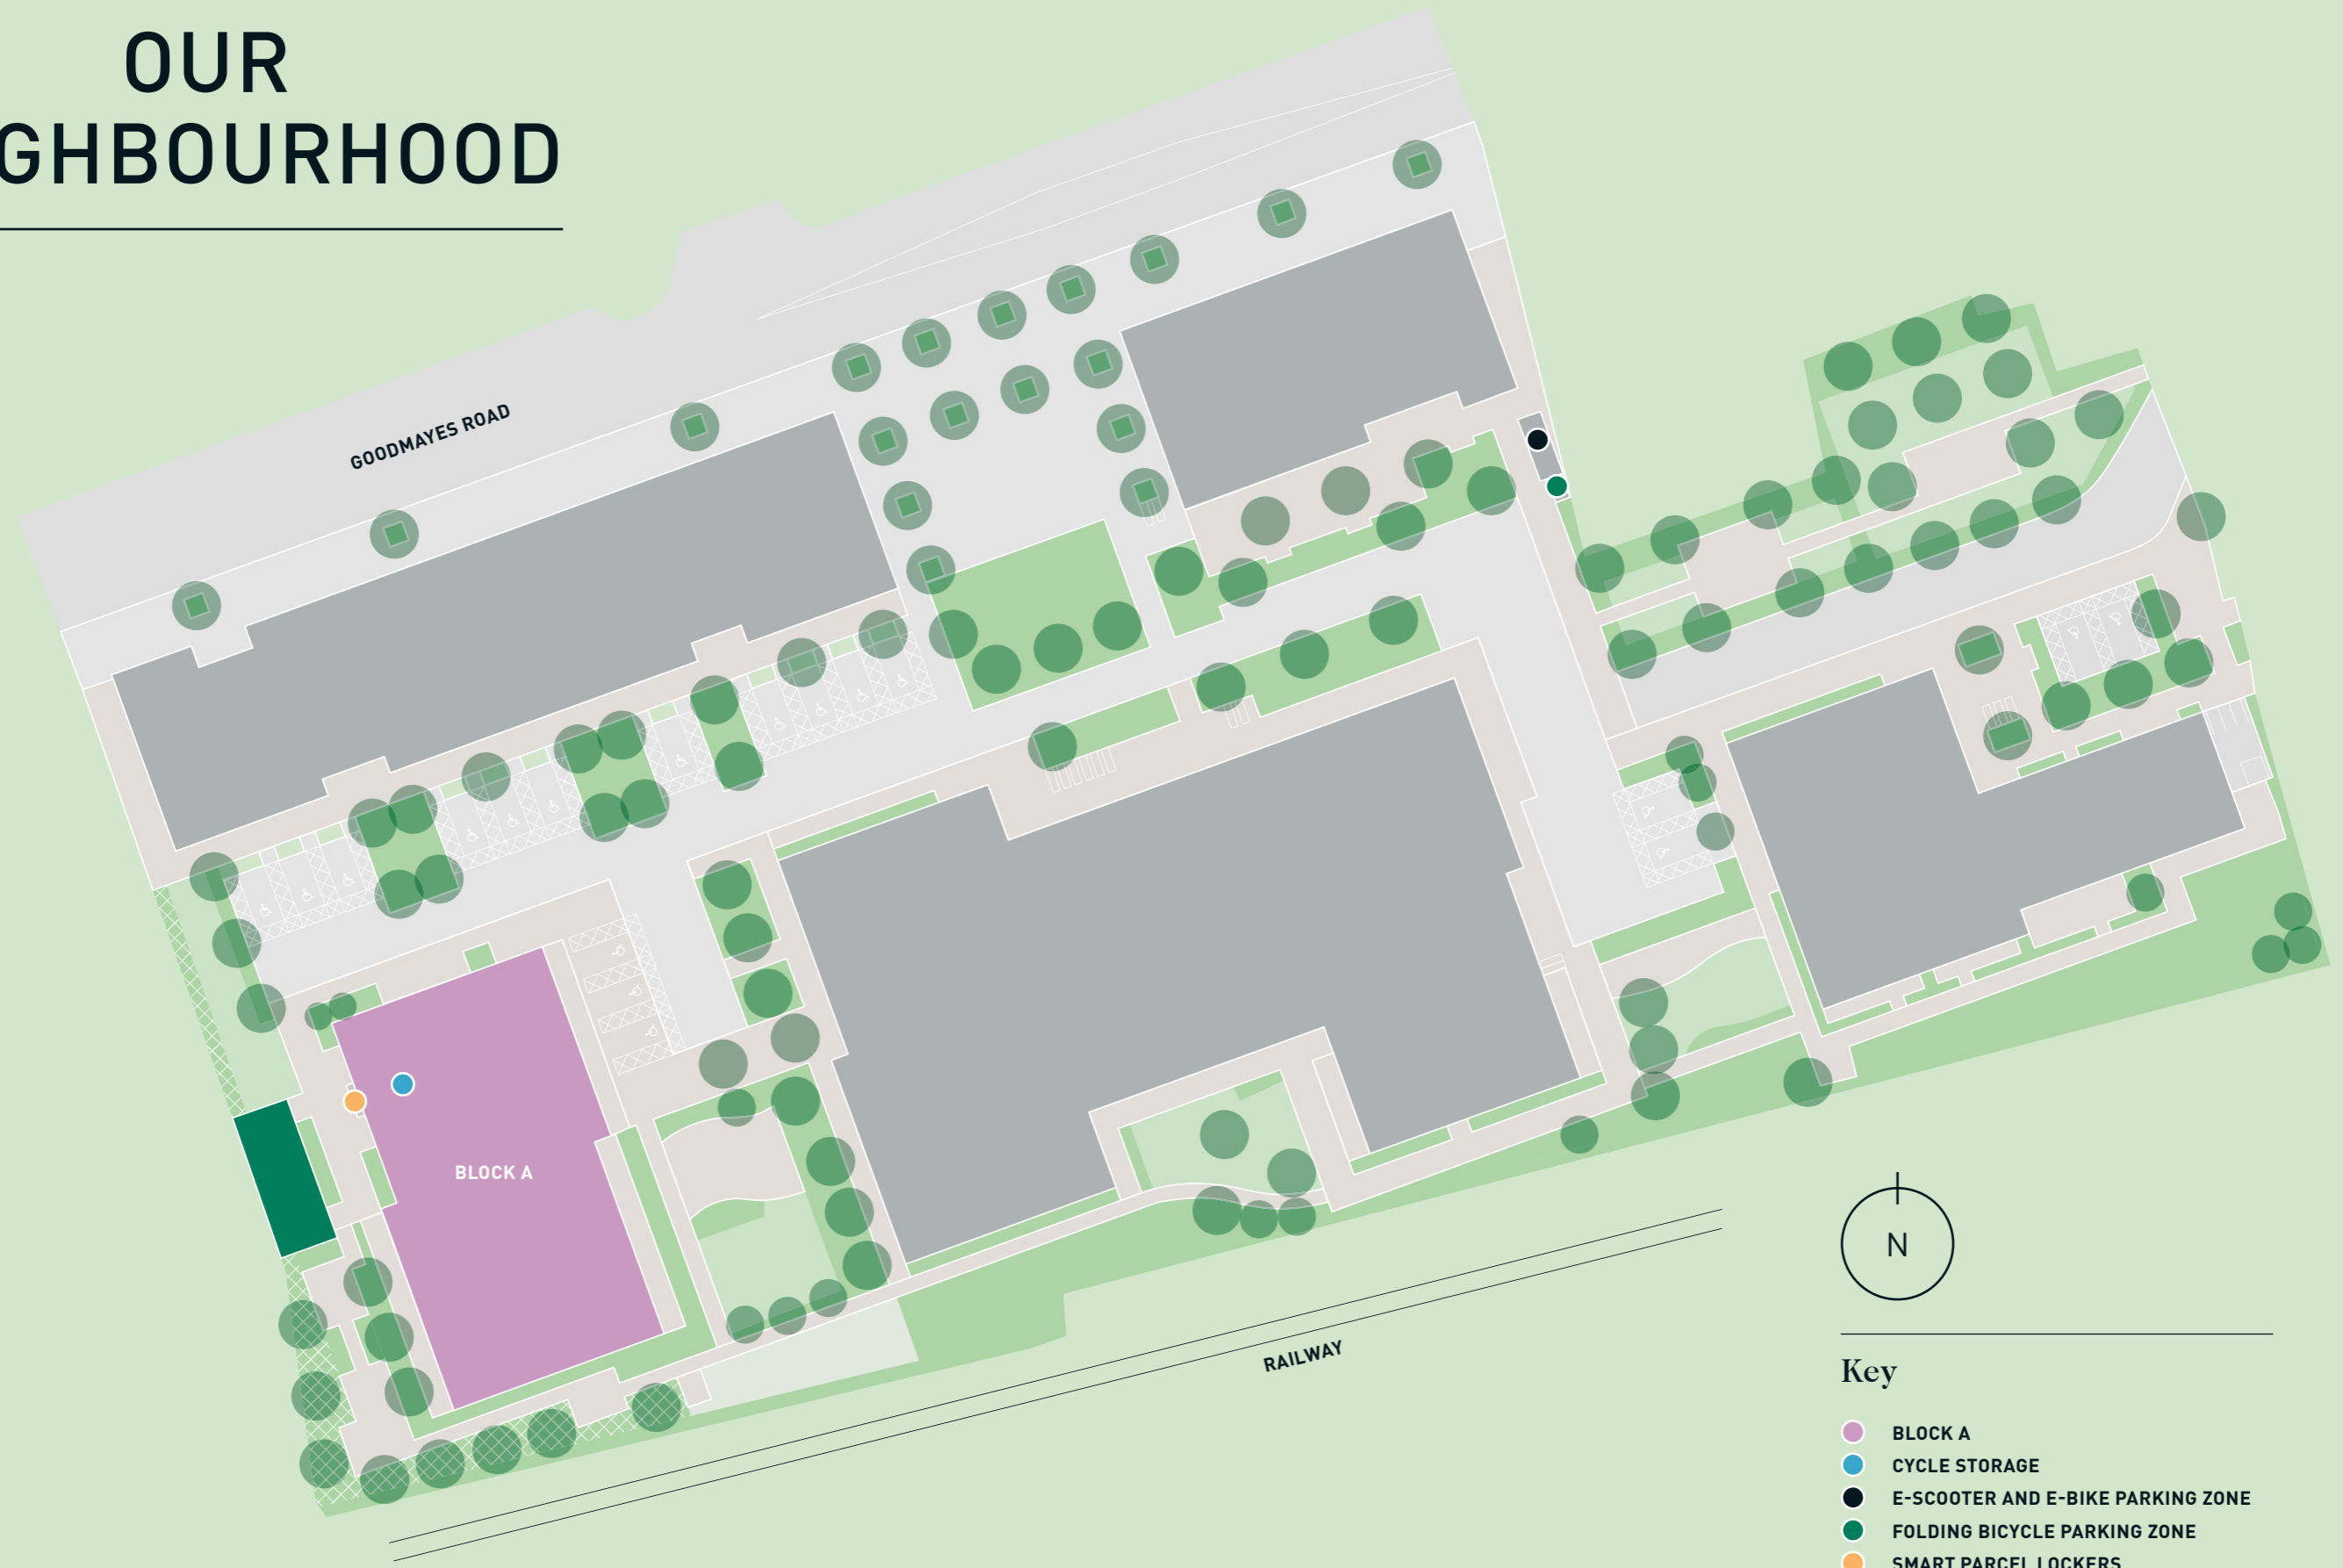 OUR
GHBOURHOOD
GOODMAYES ROAD
BLOCK A
RAILWAY
N
Key
BLOCK A
CYCLE STORAGE
E-SCOOTER AND E-BIKE PARKING ZONE
FOLDING BICYCLE PARKING ZONE
SMART PARCEL LOCKERS